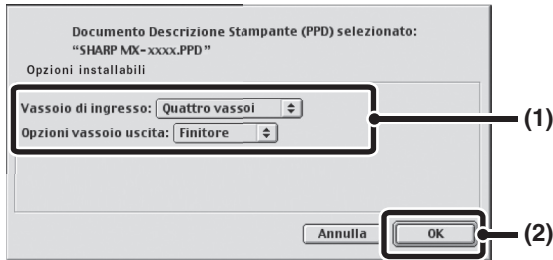 Documento Descrizione Stampante (PPD) selezionato:
“SHARP MX-xxxx.PPD”
Opzioni installabili
Vassoio di ingresso: Quattro vassoi
(1)
Opzioni vassoio uscita: Finitore
Annulla OK
(2)